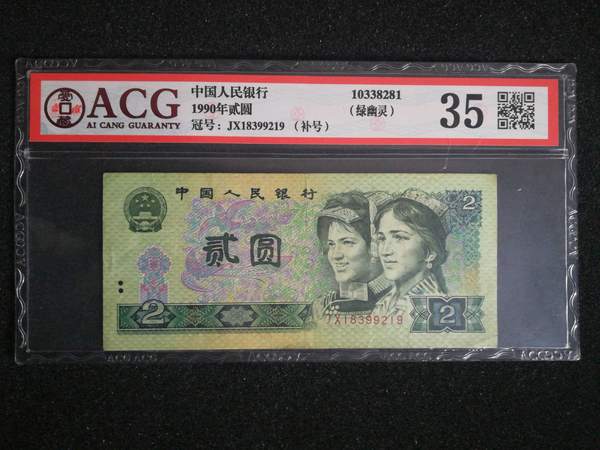 ACG
AI CANG GUARANTY
中国人民银行
1990年贰圆
冠号：JX18399219（补号）
10338281
（绿幽灵）
35
中国人民银行
2
贰圆
2
JX18399219
2